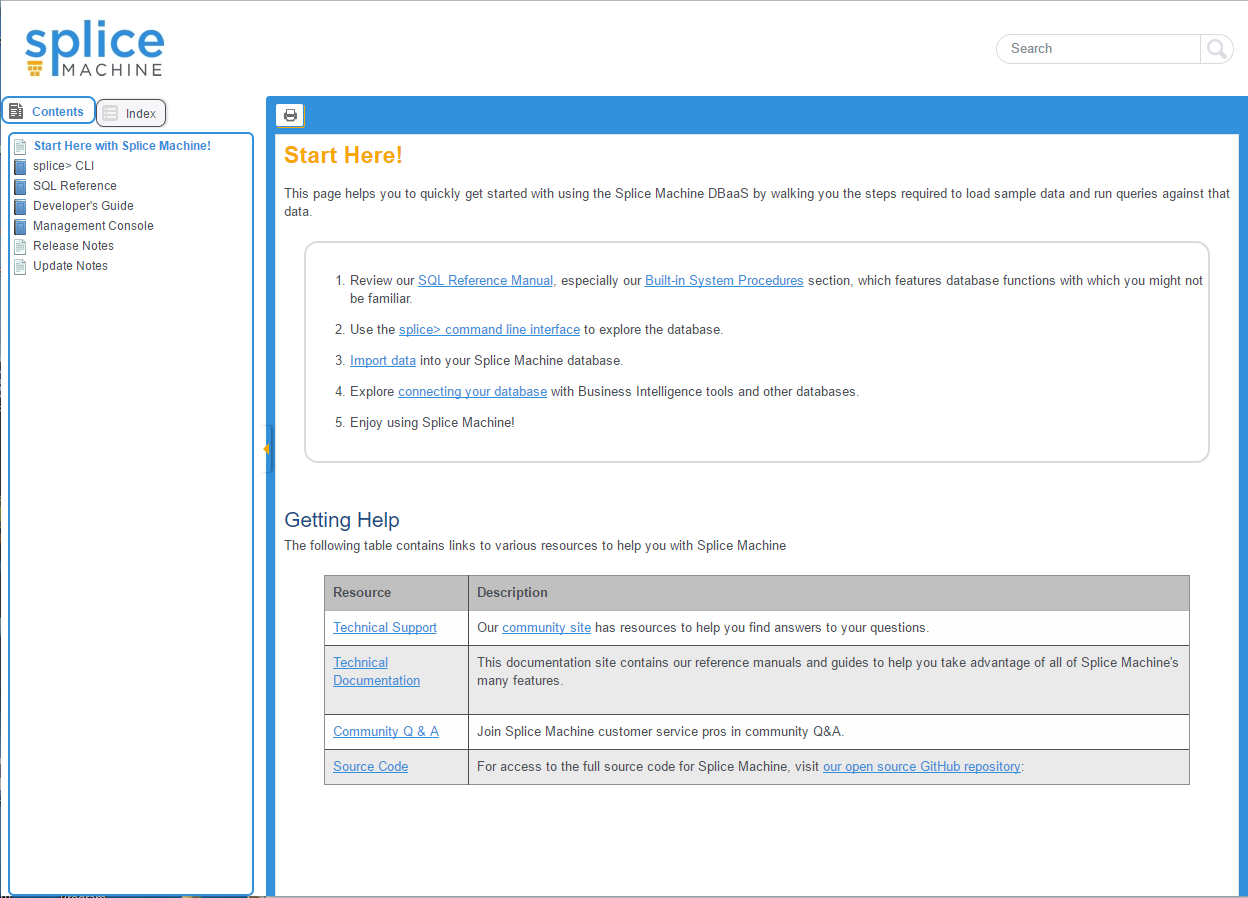 splice
MACHINE
Search
Contents
Index
Start Here with Splice Machine!
splice> CLI
SQL Reference
Developer's Guide
Management Console
Release Notes
Update Notes
Start Here!
This page helps you to quickly get started with using the Splice Machine DBaaS by walking you the steps required to load sample data and run queries against that
data.
1. Review our SQL Reference Manual, especially our Built-in System Procedures section, which features database functions with which you might not
be familiar.
2. Use the splice> command line interface to explore the database.
3. Import data into your Splice Machine database.
4. Explore connecting your database with Business Intelligence tools and other databases.
5. Enjoy using Splice Machine!
Getting Help
The following table contains links to various resources to help you with Splice Machine
Resource Description
Technical Support Our community site has resources to help you find answers to your questions.
Technical This documentation site contains our reference manuals and guides to help you take advantage of all of Splice Machine's
Documentation many features.
Community Q & A Join Splice Machine customer service pros in community Q&A.
Source Code For access to the full source code for Splice Machine, visit our open source GitHub repository: